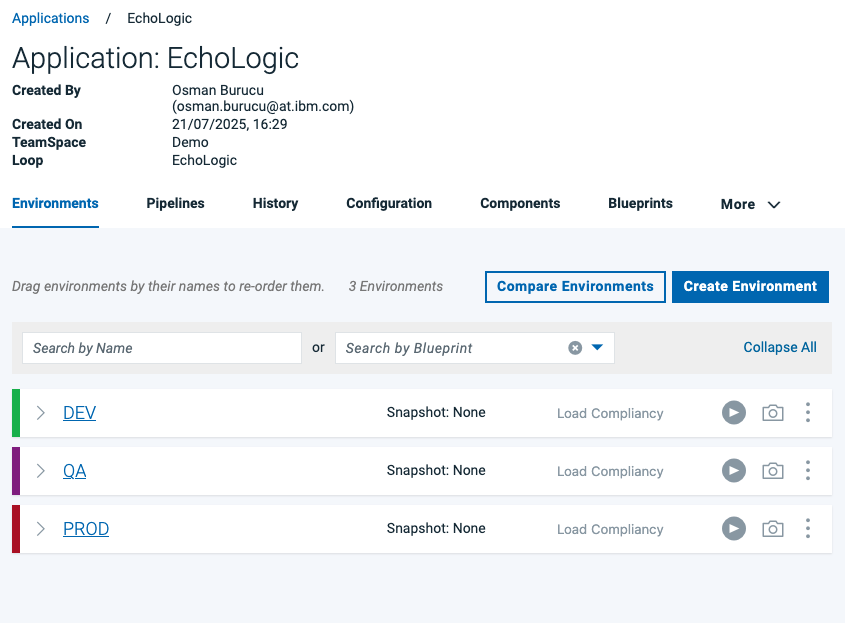 Applications / EchoLogic
Application: EchoLogic
Created By Osman Burucu
(osman.burucu@at.ibm.com)
Created On 21/07/2025, 16:29
TeamSpace Demo
Loop EchoLogic
Environments Pipelines History Configuration Components Blueprints More
Drag environments by their names to re-order them. 3 Environments Compare Environments Create Environment
Search by Name or Search by Blueprint Collapse All
DEV Snapshot: None Load Compliancy
QA Snapshot: None Load Compliancy
PROD Snapshot: None Load Compliancy